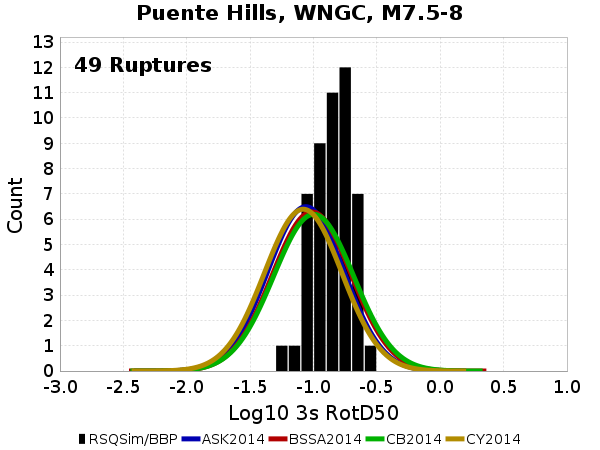 Puente Hills, WNGC, M7.5-8
49 Ruptures
Count
13
12
11
10
9
8
7
6
5
4
3
2
1
0
-3.0 -2.5 -2.0 -1.5 -1.0 -0.5 0.0 0.5 1.0
Log10 3s RotD50
RSQSim/BBP ASK2014 BSSA2014 CB2014 CY2014